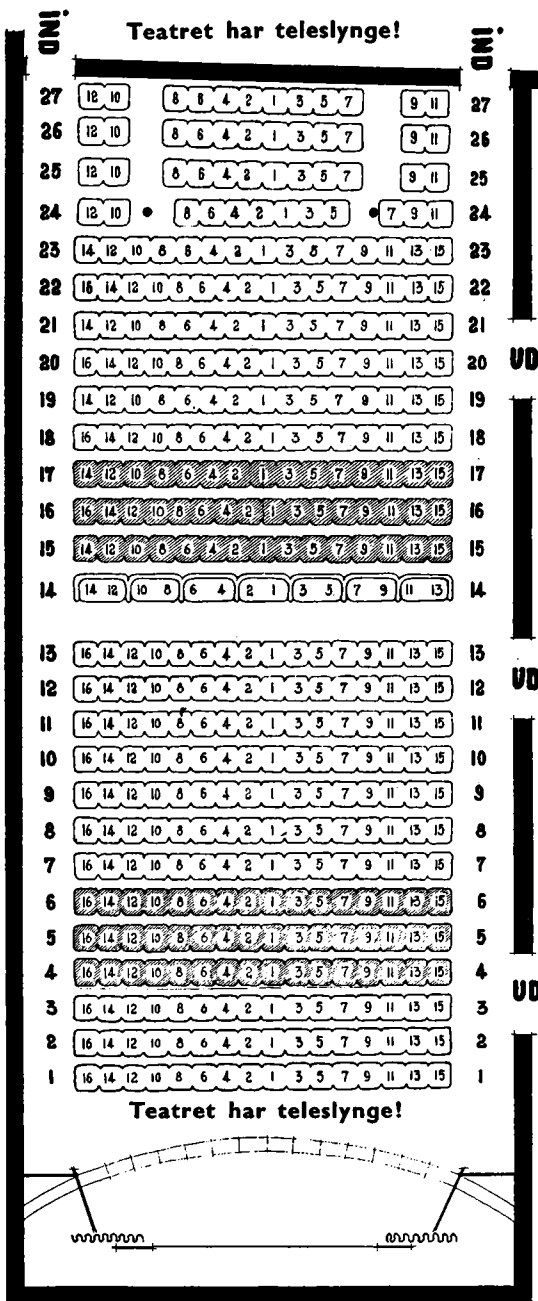 IND Teatret har teleslynge! IND
27 12 10 8 6 4 2 1 3 5 7 9 11 27
26 12 10 8 6 4 2 1 3 5 7 9 11 26
25 12 10 8 6 4 2 1 3 5 7 9 11 25
24 12 10 8 6 4 2 1 3 5 7 9 11 24
23 14 12 10 8 6 4 2 1 3 5 7 9 11 13 15 23
22 16 14 12 10 8 6 4 2 1 3 5 7 9 11 13 15 22
21 14 12 10 8 6 4 2 1 3 5 7 9 11 13 15 21
20 16 14 12 10 8 6 4 2 1 3 5 7 9 11 13 15 20 UD
19 14 12 10 8 6 4 2 1 3 5 7 9 11 13 15 19
18 16 14 12 10 8 6 4 2 1 3 5 7 9 11 13 15 18
17 14 12 10 8 6 4 2 1 3 5 7 9 11 13 15 17
16 16 14 12 10 8 6 4 2 1 3 5 7 9 11 13 15 16
15 14 12 10 8 6 4 2 1 3 5 7 9 11 13 15 15
14 14 12 10 8 6 4 2 1 3 5 7 9 11 13 14
13 16 14 12 10 8 6 4 2 1 3 5 7 9 11 13 15 13
12 16 14 12 10 8 6 4 2 1 3 5 7 9 11 13 15 12 UD
11 16 14 12 10 8 6 4 2 1 3 5 7 9 11 13 15 11
10 16 14 12 10 8 6 4 2 1 3 5 7 9 11 13 15 10
9 16 14 12 10 8 6 4 2 1 3 5 7 9 11 13 15 9
8 16 14 12 10 8 6 4 2 1 3 5 7 9 11 13 15 8
7 16 14 12 10 8 6 4 2 1 3 5 7 9 11 13 15 7
6 16 14 12 10 8 6 4 2 1 3 5 7 9 11 13 15 6
5 16 14 12 10 8 6 4 2 1 3 5 7 9 11 13 15 5
4 16 14 12 10 8 6 4 2 1 3 5 7 9 11 13 15 4
UD
3 16 14 12 10 8 6 4 2 1 3 5 7 9 11 13 15 3
2 16 14 12 10 8 6 4 2 1 3 5 7 9 11 13 15 2
1 16 14 12 10 8 6 4 2 1 3 5 7 9 11 13 15 1
Teatret har teleslynge!